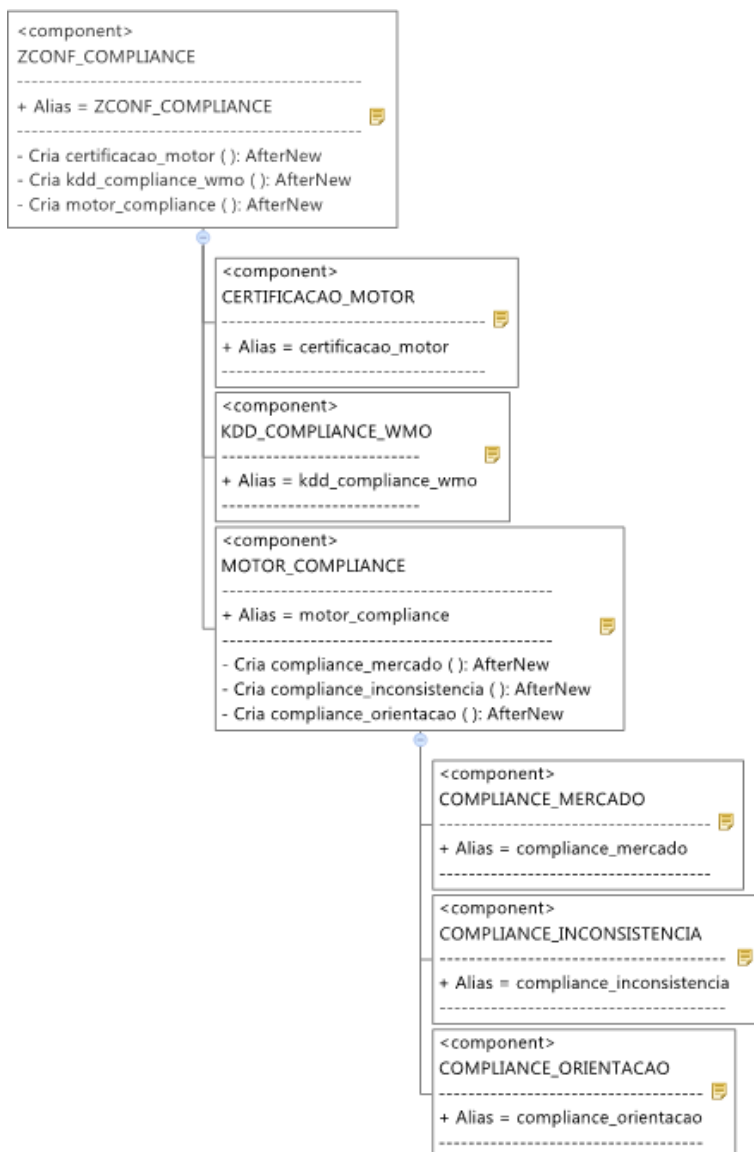 <component>
ZCONF_COMPLIANCE
+ Alias = ZCONF_COMPLIANCE
- Cria certificacao_motor ( ): AfterNew
- Cria kdd_compliance_wmo ( ): AfterNew
- Cria motor_compliance ( ): AfterNew
<component>
CERTIFICACAO_MOTOR
+ Alias = certificacao_motor
<component>
KDD_COMPLIANCE_WMO
+ Alias = kdd_compliance_wmo
<component>
MOTOR_COMPLIANCE
+ Alias = motor_compliance
- Cria compliance_mercado ( ): AfterNew
- Cria compliance_inconsistencia ( ): AfterNew
- Cria compliance_orientacao ( ): AfterNew
<component>
COMPLIANCE_MERCADO
+ Alias = compliance_mercado
<component>
COMPLIANCE_INCONSISTENCIA
+ Alias = compliance_inconsistencia
<component>
COMPLIANCE_ORIENTACAO
+ Alias = compliance_orientacao